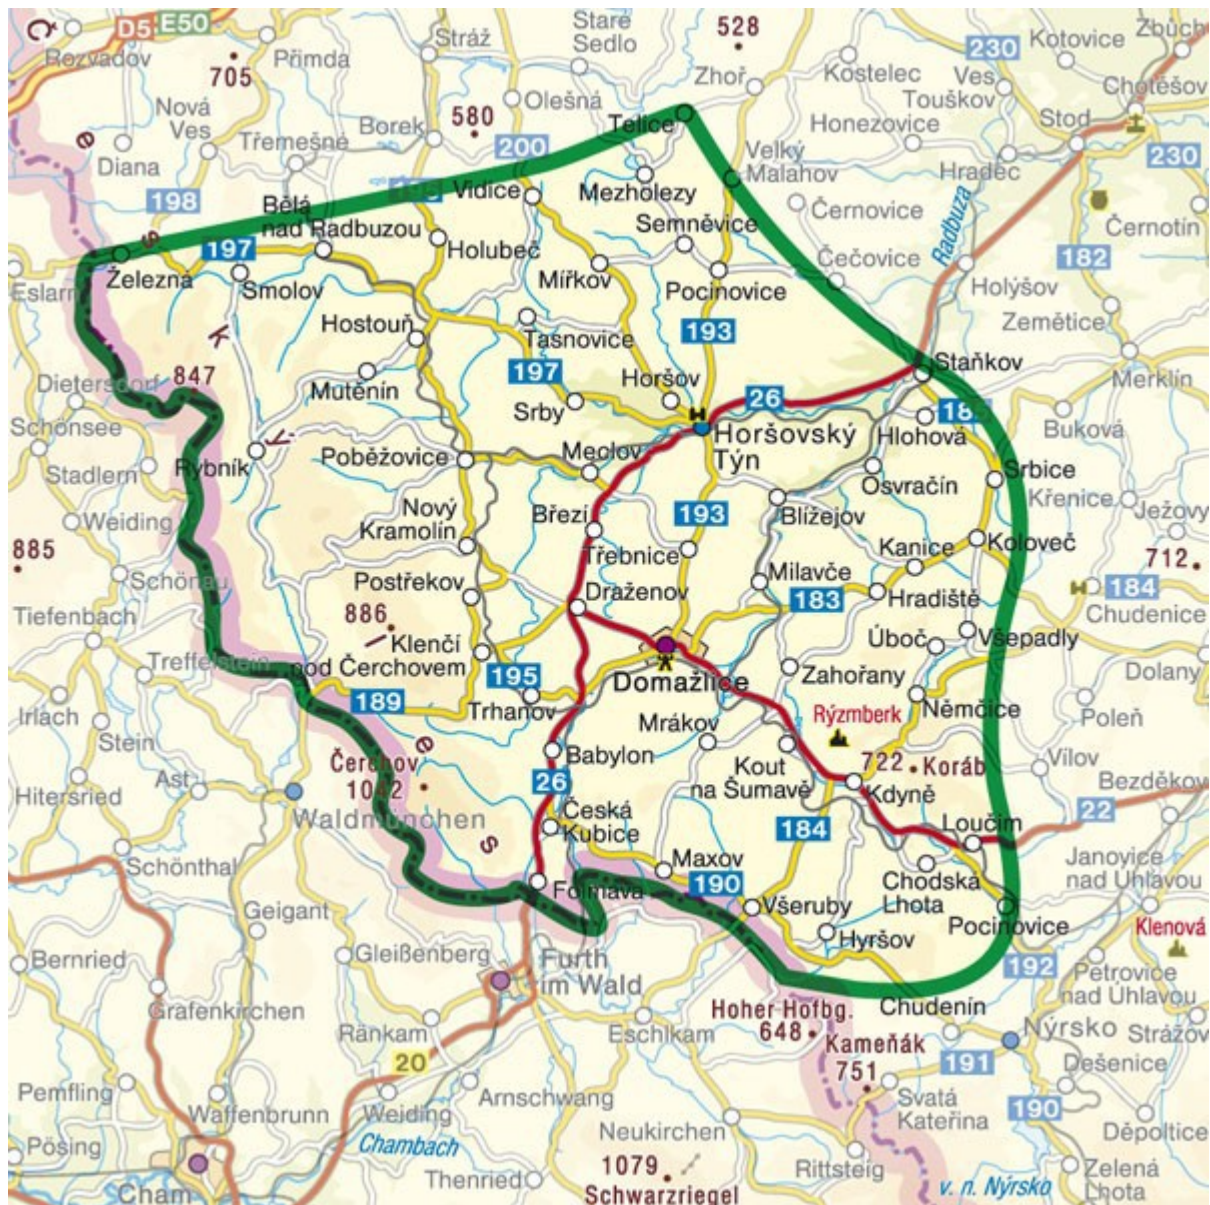 Č
D5
E50
Rozvadov
705
Přimda
Stráž
Stare
Sedlo
528
230
Kotovice
Zbůch
Zhoř
Kostelec
Ves
Touškov
Chotěšov
Nová
Ves
Olešná
Telice
Stod
Borek
580
Honezovice
e
Diana
Třemešné
200
Velký
Malahov
Hradec
230
198
195
Vidice
Mezholezy
Černovice
Radbuza
Bělá
nad Radbuzou
Semněvice
Černotín
s
197
Holubeč
182
Železná
Smolov
Mířkov
Pocinovice
Čečovice
Holýšov
Eslarn
Zemětice
k
Hostouň
Tasnovice
193
Staňkov
Dietersdorf
847
Mutěnín
197
Horšov
26
Merklín
Srby
185
Schönsee
ý
Horšovský
Týn
Hlohová
Buková
Stadlern
Rybník
Poběžovice
Meclov
Srbice
Osvračín
Křenice
Weiding
Nový
Kramolín
Březí
193
Blížejov
Ježovy
885
Třebnice
Kanice
Koloveč
712
Schönau
Postřekov
Milavče
184
Draženov
183
Hradiště
Chudenice
Tiefenbach
886
l
Klenčí
pod Čerchovem
Úboč
Všepadly
Treffelstein
195
Zahořany
Dolany
189
Trhanov
Domažlice
Němčice
Irlach
Stein
Mrákov
Rýzmberk
Poleň
e
Babylon
Kout
na Šumavě
722
Koráb
Vílov
Čerchov
1042
26
Bezděkov
Ast
Kdyně
Hitersried
Waldmünchen
Česká
Kubice
184
Loučim
22
s
Schönthal
Maxov
Janovice
nad Úhlavou
Folmava
190
Chodská
Lhota
Geigant
Všeruby
Pocinovice
Klenová
Bernried
Gleißenberg
Furth
im Wald
Hyršov
192
Petrovice
nad Úhlavou
Grafenkirchen
Chudenín
Hoher Hofbg.
648
Ränkam
Eschlkam
Nýrsko
Strážov
Kameňák
751
20
191
Dešenice
Pemfling
Arnschwang
Waffenbrunn
Weiding
Svatá
Kateřina
190
Neukirchen
Děpoltice
Pösing
Chambach
Rittsteig
Zelená
Lhota
1079
Schwarzriegel
Thenried
Cham
v. n. Nýrsko